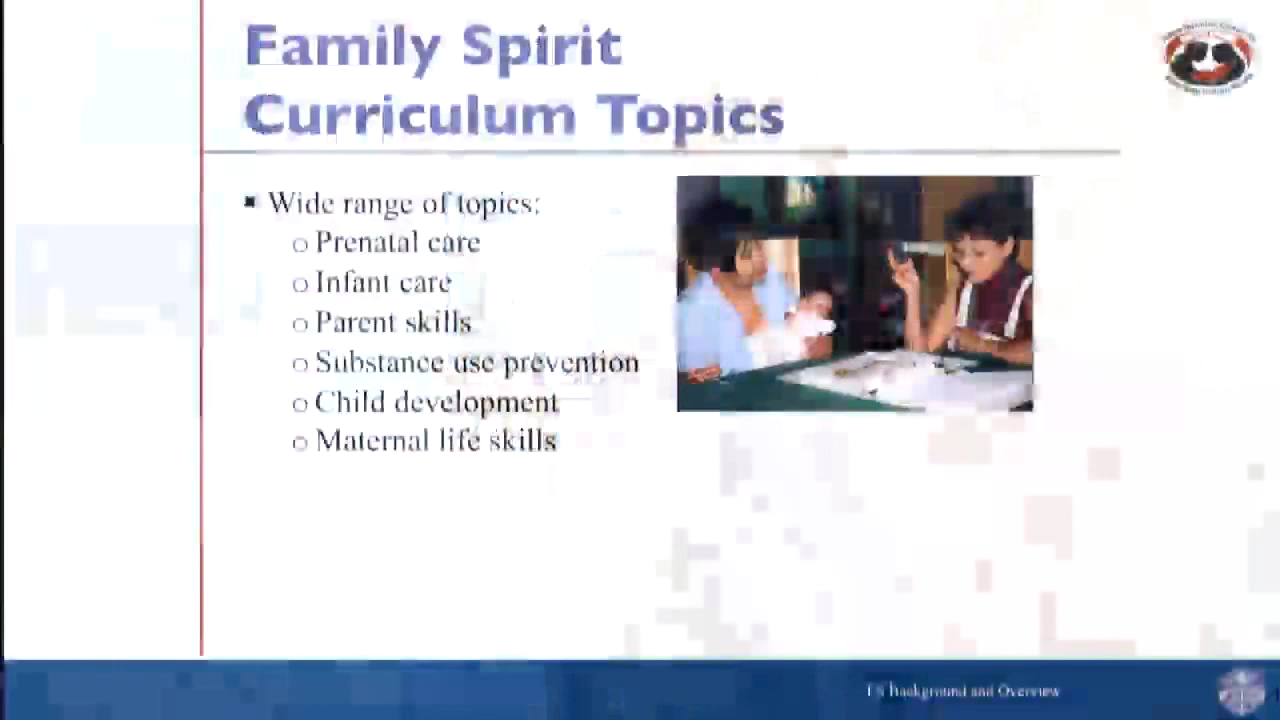 Family Spirit
Curriculum Topics
▪ Wide range of topics:
o Prenatal care
o Infant care
o Parent skills
o Substance use prevention
o Child development
o Maternal life skills
FS Background and Overview